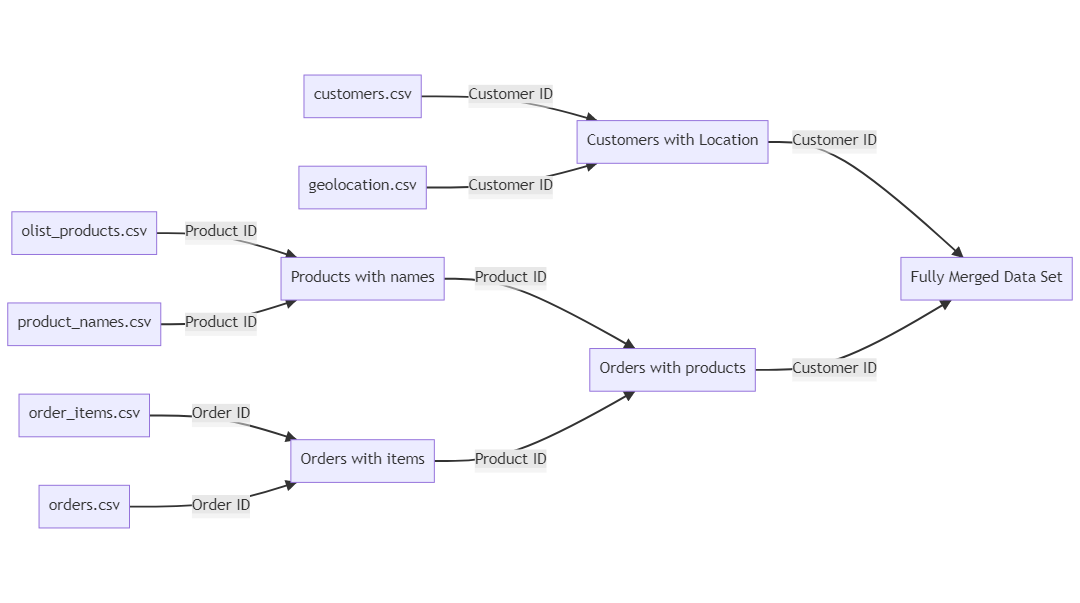 customers.csv
Customer ID
Customers with Location
Customer ID
geolocation.csv
Customer ID
olist_products.csv
Product ID
Products with names
Product ID
Fully Merged Data Set
product_names.csv
Product ID
Orders with products
Customer ID
order_items.csv
Order ID
Orders with items
Product ID
orders.csv
Order ID